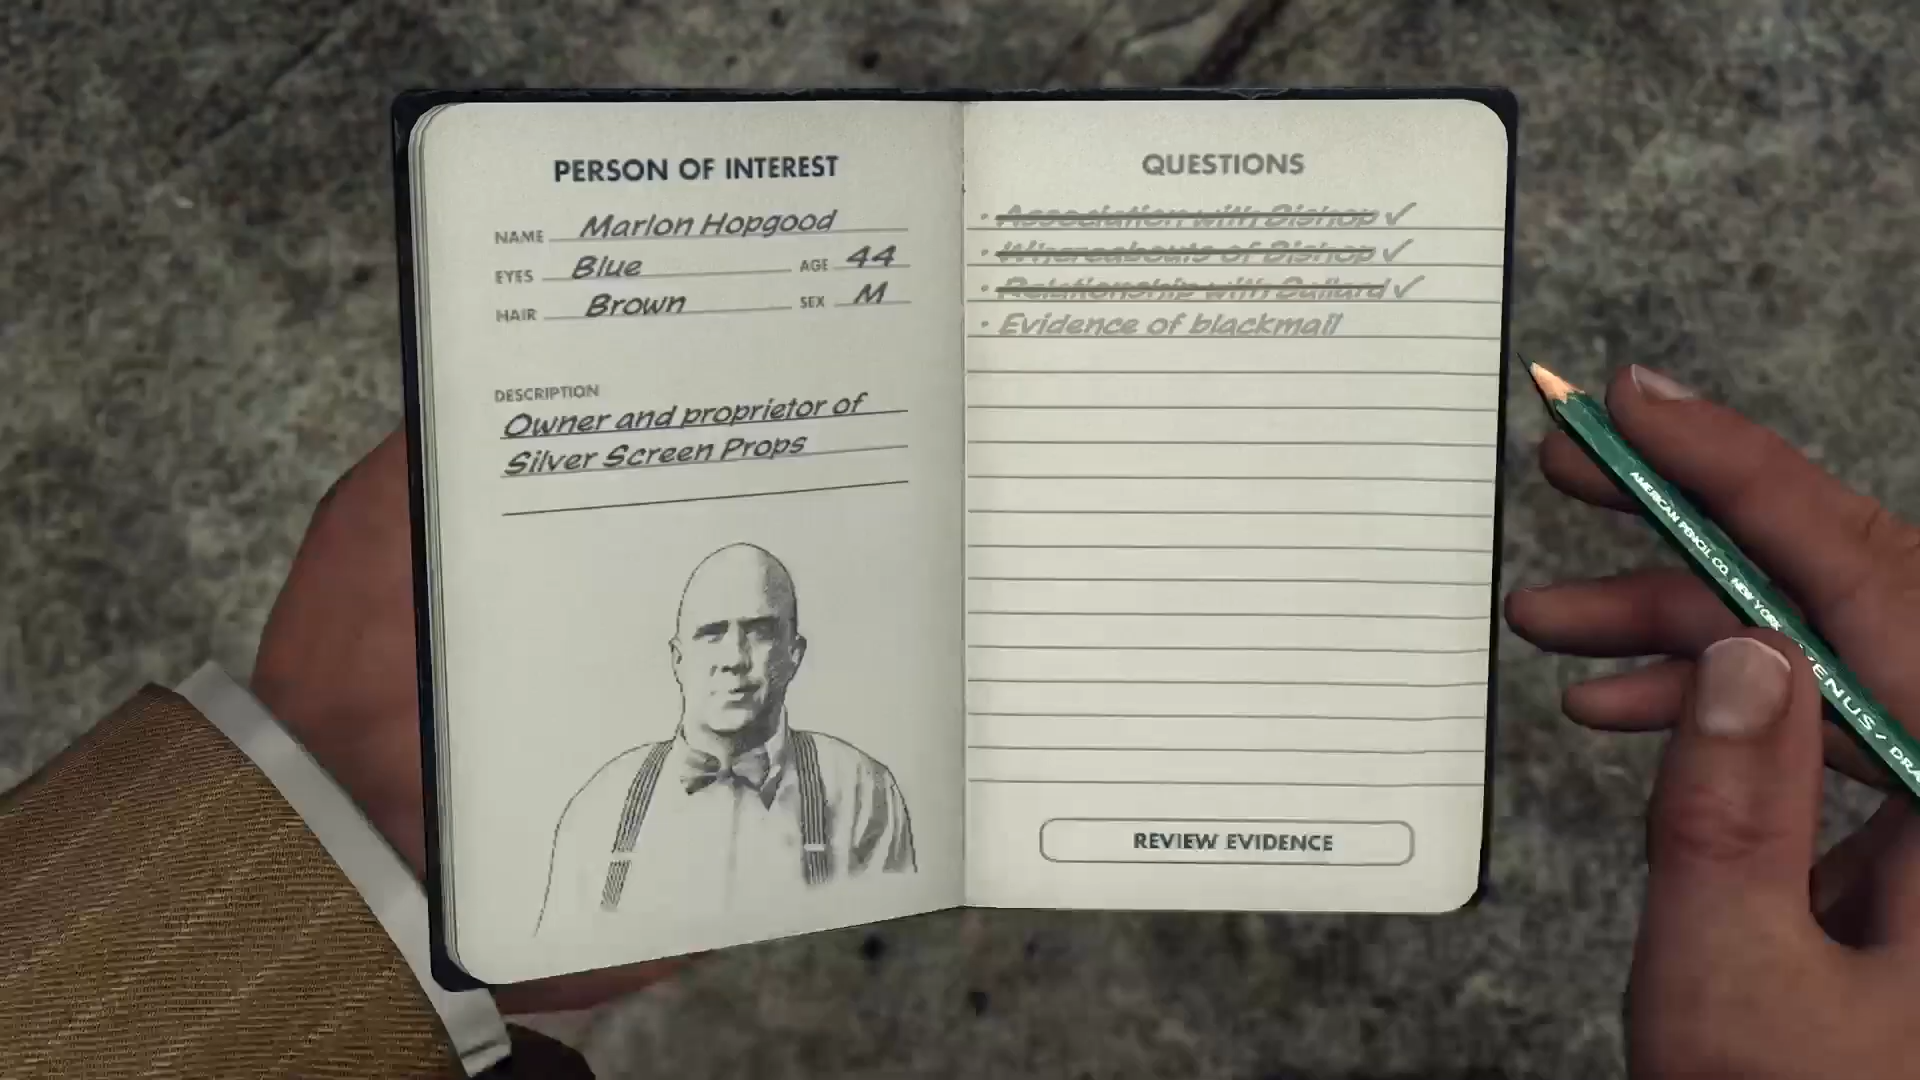 PERSON OF INTEREST
NAME Marlon Hopgood
EYES Blue AGE 44
HAIR Brown SEX M
DESCRIPTION
Owner and proprietor of
Silver Screen Props
QUESTIONS
• Association with Bishop ✓
• Whereabouts of Bishop ✓
• Relationship with Ballard ✓
• Evidence of blackmail
REVIEW EVIDENCE
AMERICAN PENCIL CO. NEW YORK VENUS / DRA